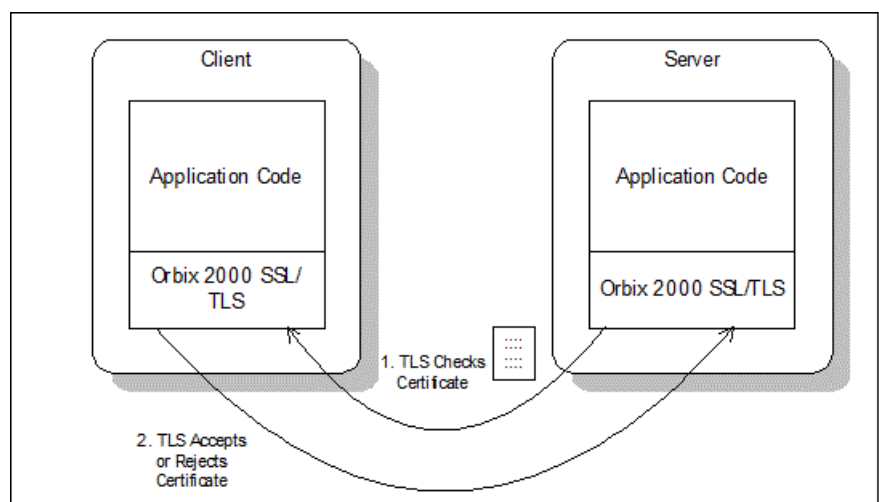 Client
Server
Application Code
Application Code
Orbix 2000 SSL/
TLS
Orbix 2000 SSL/TLS
1. TLS Checks
Certificate
2. TLS Accepts
or Rejects
Certificate